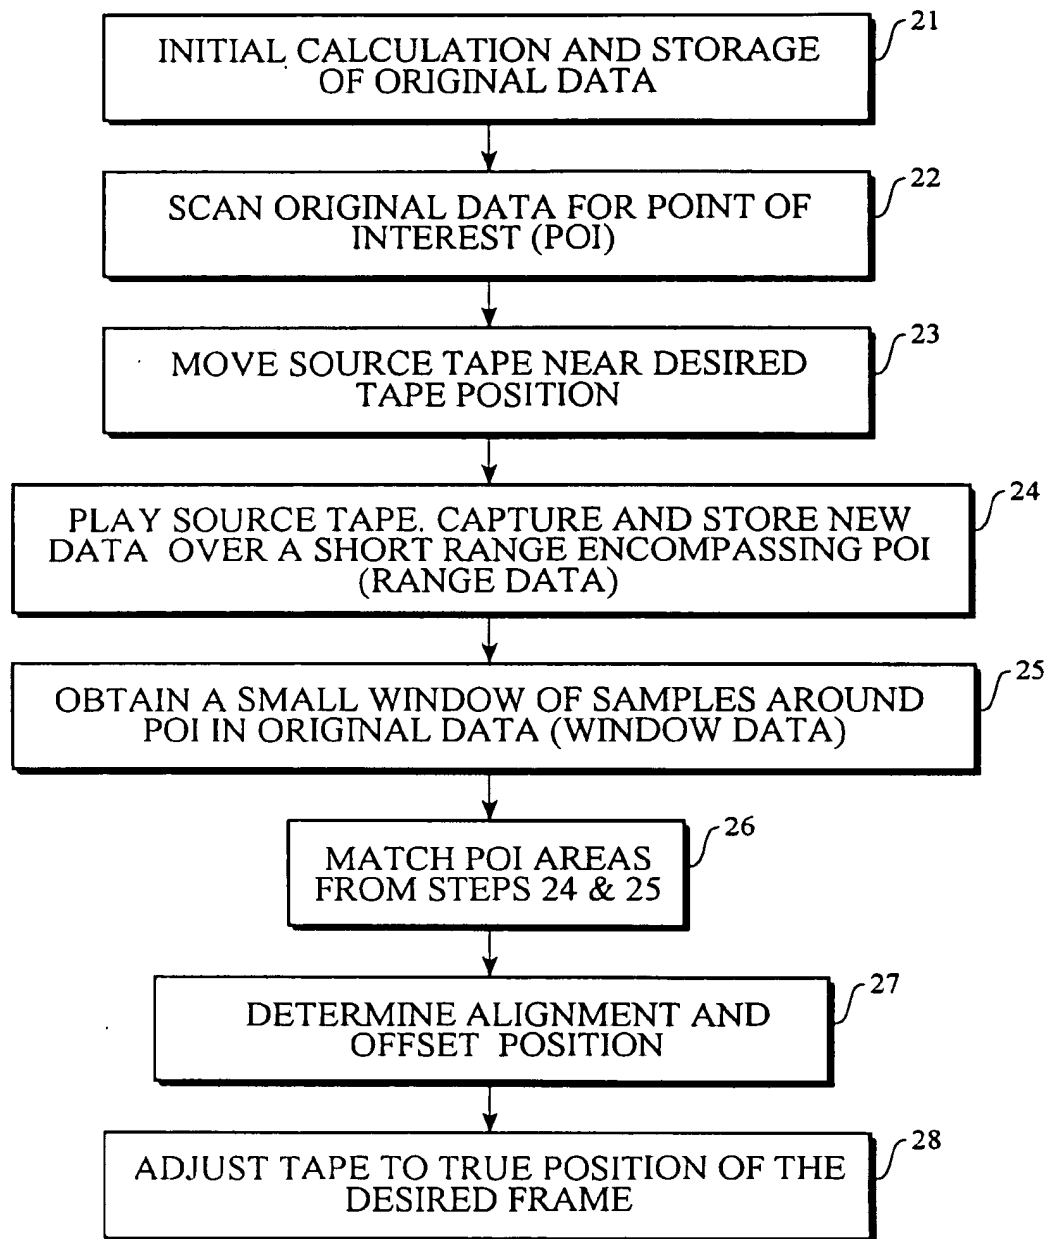 21
INITIAL CALCULATION AND STORAGE
OF ORIGINAL DATA
22
SCAN ORIGINAL DATA FOR POINT OF
INTEREST (POI)
23
MOVE SOURCE TAPE NEAR DESIRED
TAPE POSITION
24
PLAY SOURCE TAPE. CAPTURE AND STORE NEW
DATA OVER A SHORT RANGE ENCOMPASSING POI
(RANGE DATA)
25
OBTAIN A SMALL WINDOW OF SAMPLES AROUND
POI IN ORIGINAL DATA (WINDOW DATA)
26
MATCH POI AREAS
FROM STEPS 24 & 25
27
DETERMINE ALIGNMENT AND
OFFSET POSITION
28
ADJUST TAPE TO TRUE POSITION OF THE
DESIRED FRAME